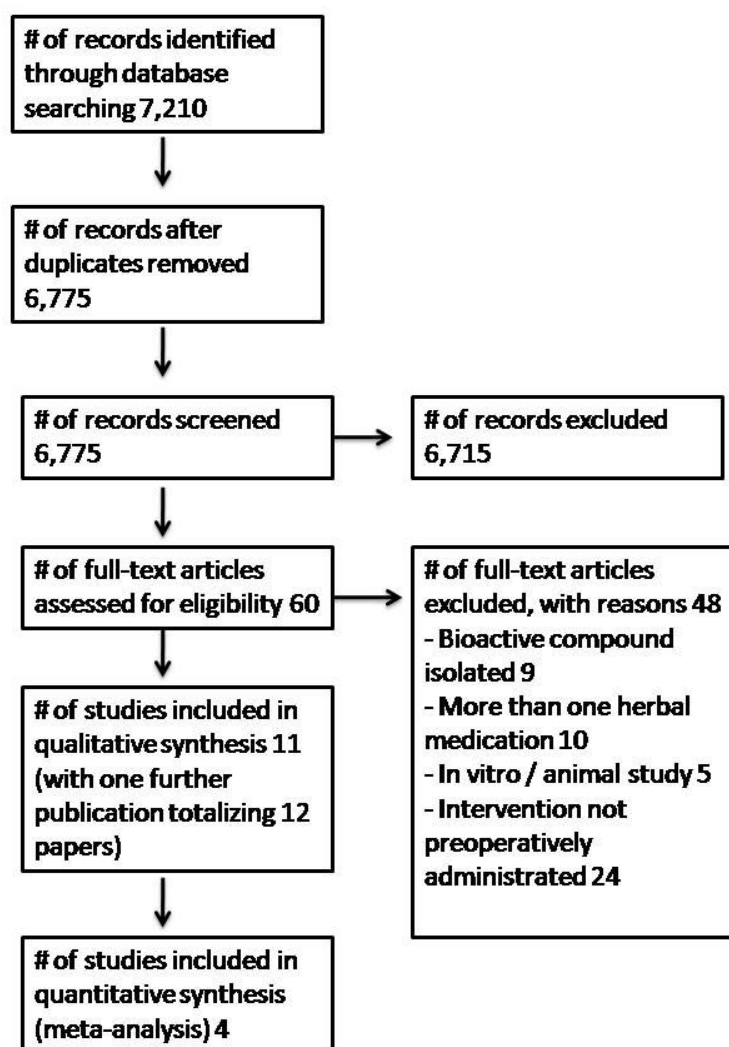 # of records identified
through database
searching 7,210
# of records after
duplicates removed
6,775
# of records screened
6,775
# of records excluded
6,715
# of full-text articles
assessed for eligibility 60
# of full-text articles
excluded, with reasons 48
- Bioactive compound
isolated 9
- More than one herbal
medication 10
- In vitro / animal study 5
- Intervention not
preoperatively
administrated 24
# of studies included in
qualitative synthesis 11
(with one further
publication totalizing 12
papers)
# of studies included in
quantitative synthesis
(meta-analysis) 4